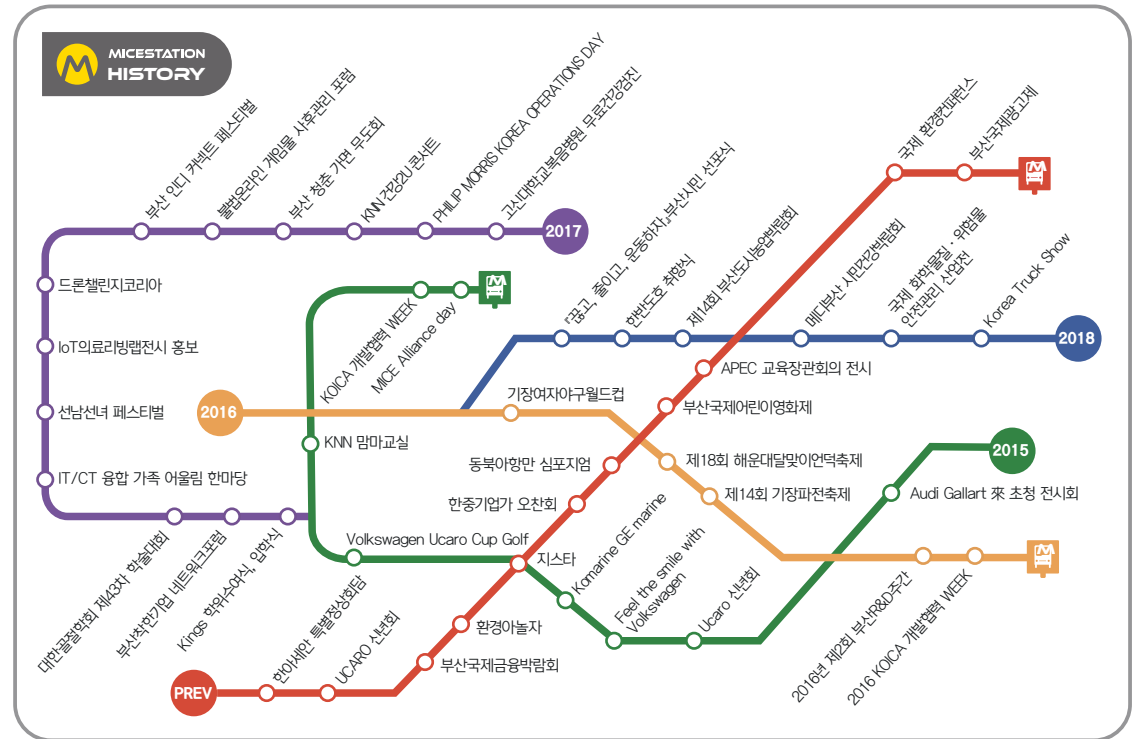 MICESTATION
HISTORY
부산 인디 커넥트 페스티벌
불법온라인 게임물 사후관리 포럼
부산 청춘 가면 무도회
KNN 건강2U 콘서트
PHILIP MORRIS KOREA OPERATIONS DAY
고신대학교복음병원 무료건강검진
2017
드론챌린지코리아
IoT의료리빙랩전시 홍보
선남선녀 페스티벌
IT/CT 융합 가족 어울림 한마당
대한골절학회 제43차 학술대회
부산착한기업 네트워크포럼
Kings 학위수여식, 입학식
KOICA 개발협력 WEEK
MICE Alliance day
KNN 맘마교실
Volkswagen Ucaro Cup Golf
『끊고, 줄이고, 운동하자』부산시민 선포식
한반도호 취항식
제14회 부산도시농업박람회
메디부산 시민건강박람회
국제 화학물질·위험물
안전관리 산업전
Korea Truck Show
2018
국제 환경컨퍼런스
부산국제광고제
APEC 교육장관회의 전시
부산국제어린이영화제
동북아항만 심포지엄
한중기업가 오찬회
지스타
환경아놀자
부산국제금융박람회
UCARO 신년회
한아세안 특별정상회담
PREV
2016
기장여자야구월드컵
제18회 해운대달맞이언덕축제
제14회 기장파전축제
2016년 제2회 부산R&D주간
2016 KOICA 개발협력 WEEK
2015
Audi Gallart 來 초청 전시회
Ucaro 신년회
Feel the smile with
Volkswagen
Komarine GE marine